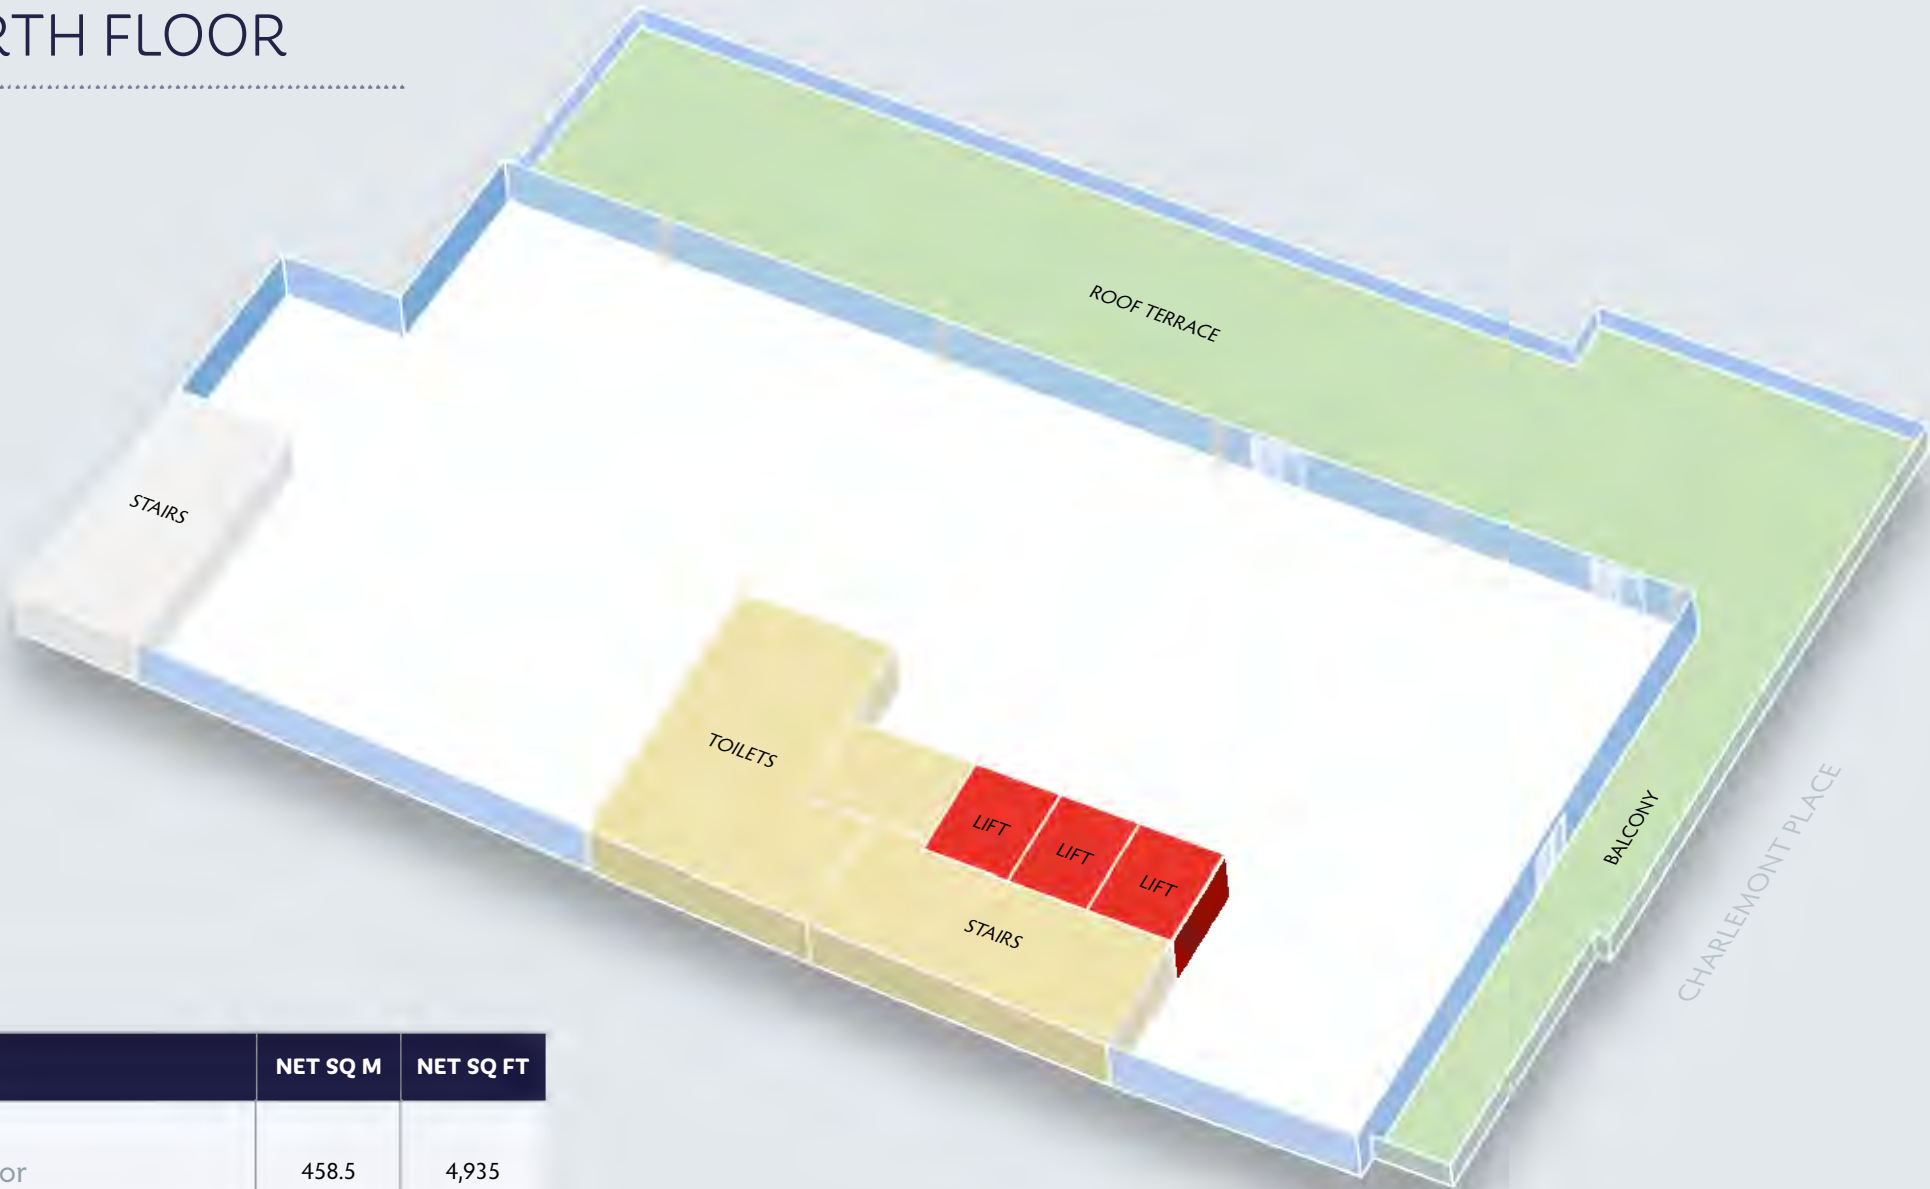 RTH FLOOR
ROOF TERRACE
STAIRS
TOILETS
LIFT
LIFT
LIFT
STAIRS
BALCONY
CHARLEMONT PLACE
NET SQ M NET SQ FT
or 458.5 4,935